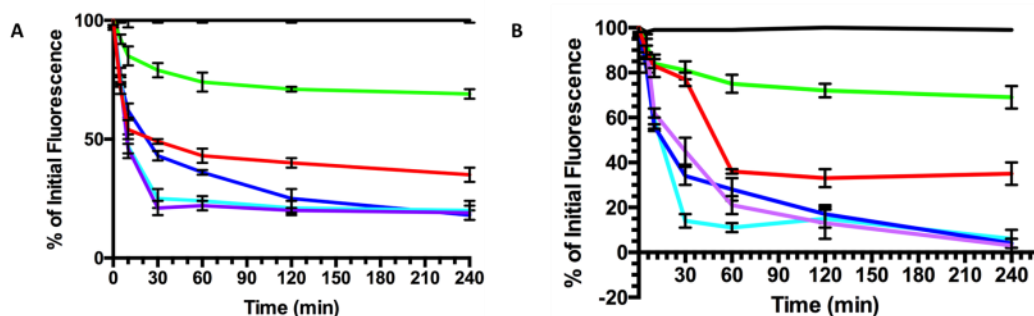 A
% of Initial Fluorescence
100
50
0
0 30 60 90 120 150 180 210 240
Time (min)
B
% of Initial Fluorescence
100
80
60
40
20
0
-20
30 60 90 120 150 180 210 240
Time (min)